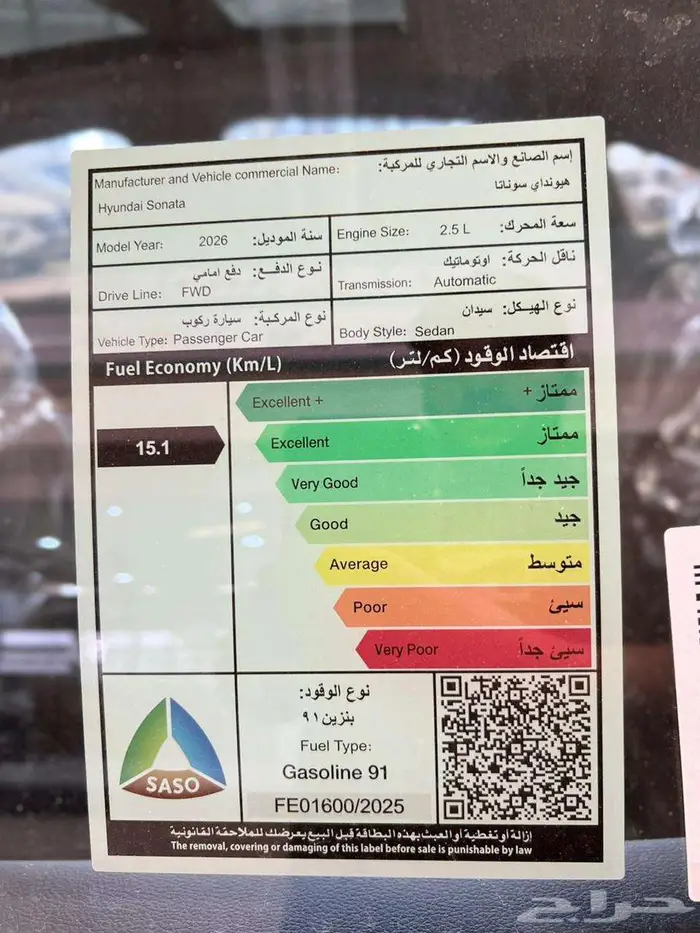 إسم الصانع والاسم التجاري للمركبة:
Manufacturer and Vehicle commercial Name:
هيونداي سوناتا
Hyundai Sonata
سنة الموديل:
Model Year: 2026
سعة المحرك:
Engine Size: 2.5 L
نوع الدفع: دفع امامي
Drive Line: FWD
ناقل الحركة: اوتوماتيك
Transmission: Automatic
نوع المركبة: سيارة ركوب
Vehicle Type: Passenger Car
نوع الهيكل: سيدان
Body Style: Sedan
Fuel Economy (Km/L) اقتصاد الوقود (كم/لتر)
Excellent + ممتاز +
15.1
Excellent ممتاز
Very Good جيد جداً
Good جيد
Average متوسط
Poor سيئ
Very Poor سيئ جداً
SASO
نوع الوقود:
بنزين ٩١
Fuel Type:
Gasoline 91
FE01600/2025
إزالة أو تغطية أو العبث بهذه البطاقة قبل البيع يعرضك للملاحقة القانونية
The removal, covering or damaging of this label before sale is punishable by law
حراج